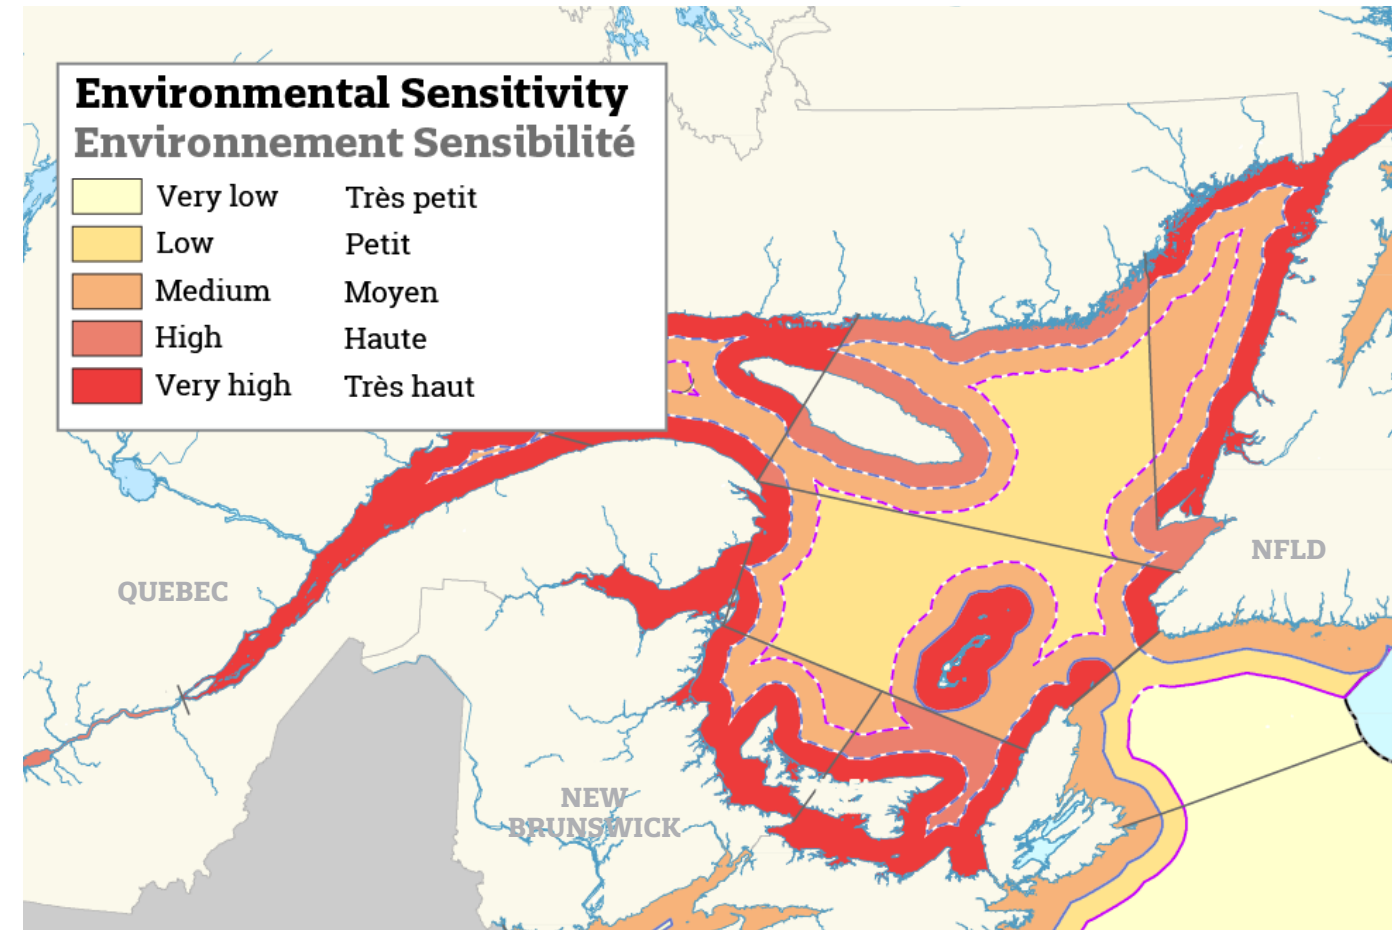 Environmental Sensitivity
Environnement Sensibilité
Very low Très petit
Low Petit
Medium Moyen
High Haute
Very high Très haut
NFLD
QUEBEC
NEW
BRUNSWICK